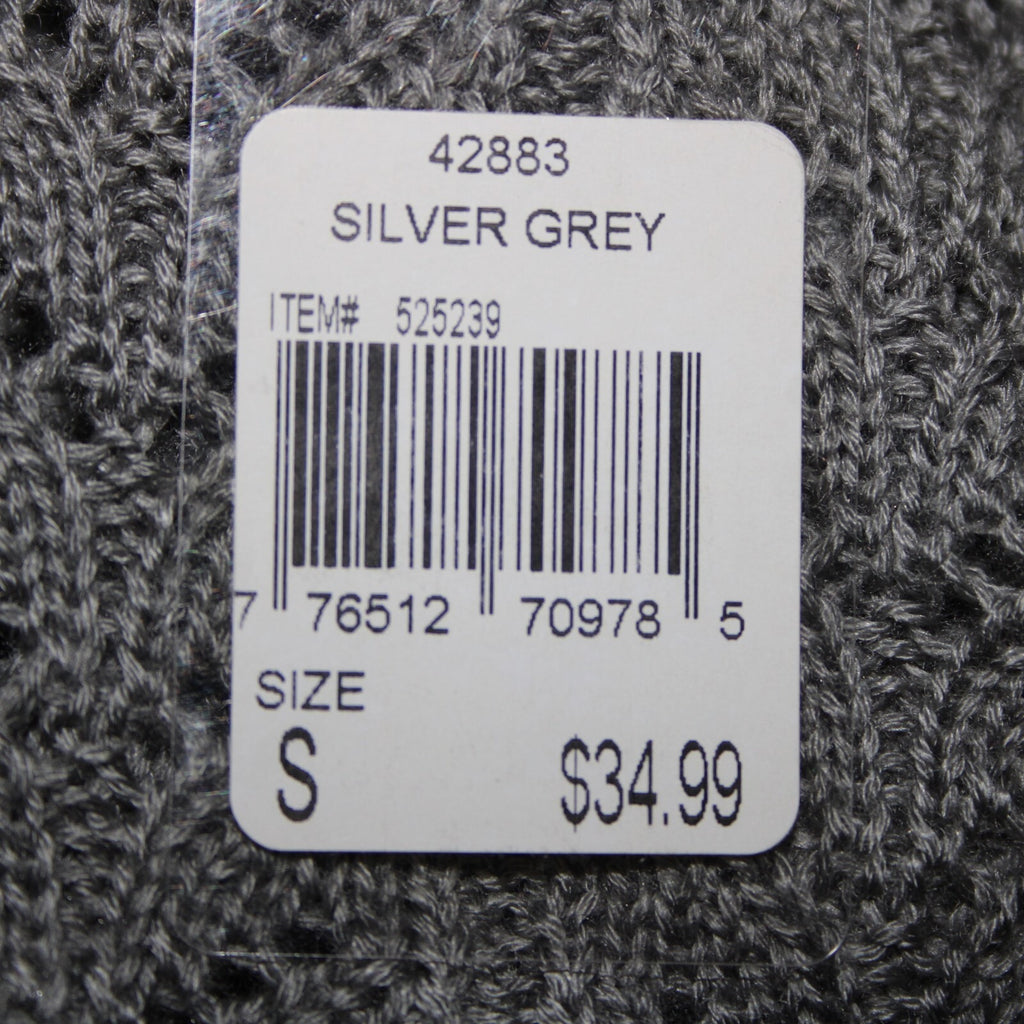 42883
SILVER GREY
ITEM# 525239
7 76512 70978 5
SIZE
S $34.99